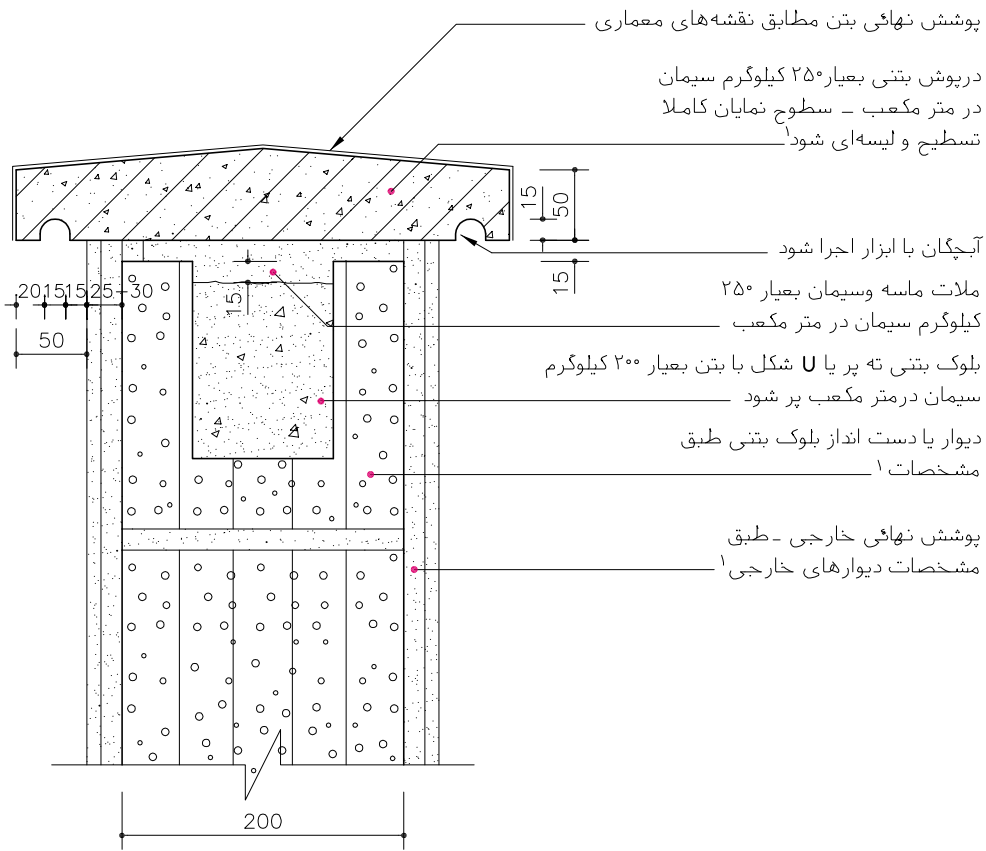 پوشش نهائی بتن مطابق نقشه‌های معماری
درپوش بتنی بعیار۲۵۰ کیلوگرم سیمان
در متر مکعب – سطوح نمایان کاملا
تسطیح و لیسه‌ای شود۱
15
50
آبچگان با ابزار اجرا شود
15
ملات ماسه وسیمان بعیار ۲۵۰
کیلوگرم سیمان در متر مکعب
20 15 15 25-30
15
50
بلوک بتنی ته پر یا U شکل با بتن بعیار ۲۰۰ کیلوگرم
سیمان درمتر مکعب پر شود
دیوار یا دست انداز بلوک بتنی طبق
مشخصات ۱
پوشش نهائی خارجی - طبق
مشخصات دیوارهای خارجی۱
200